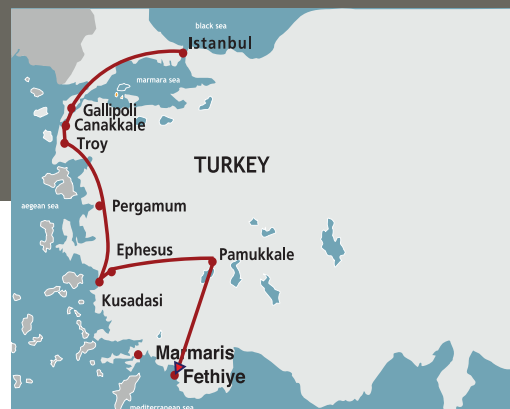 black sea
Istanbul
marmara sea
Gallipoli
Canakkale
Troy
TURKEY
aegean sea
Pergamum
Ephesus
Pamukkale
Kusadasi
Marmaris
Fethiye
mediterranean sea